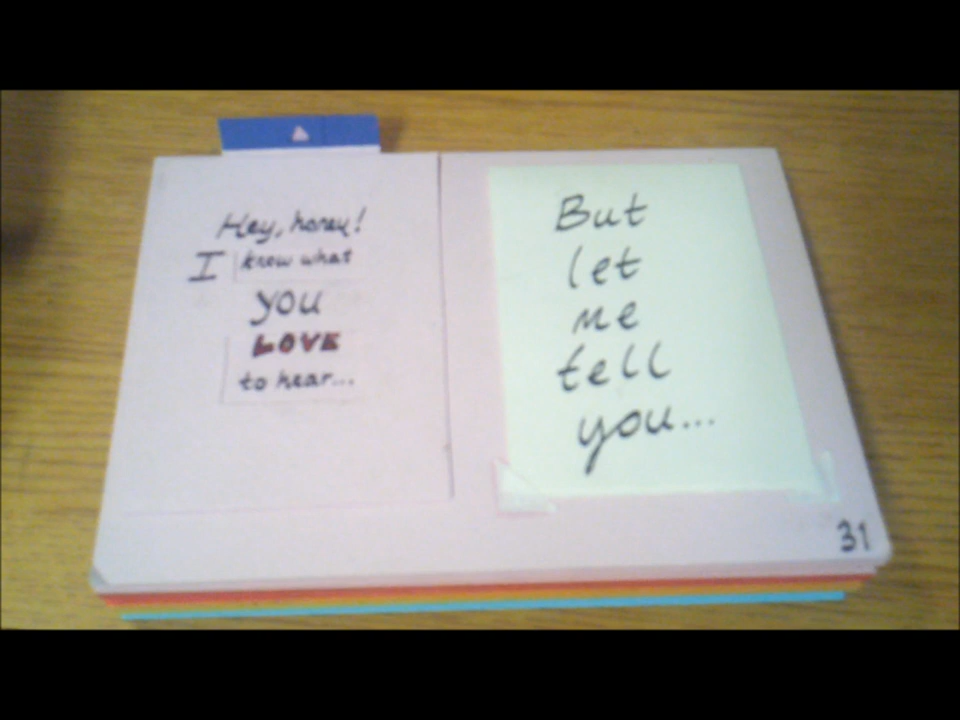 Hey, honey!
I know what
you
LOVE
to hear...
But
let
me
tell
you...
31